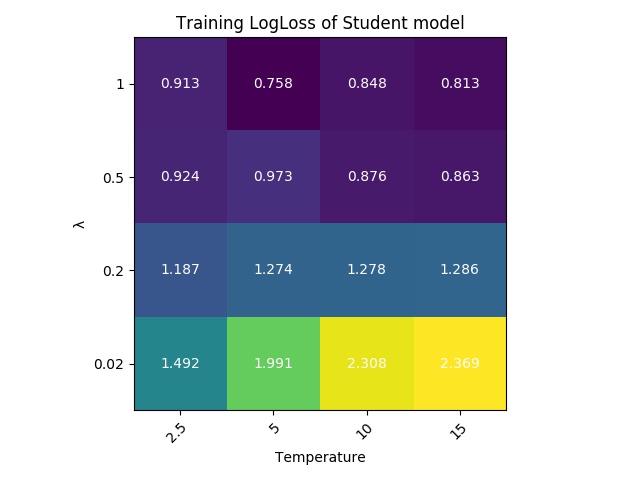 Training LogLoss of Student model
1 0.913 0.758 0.848 0.813
0.5 0.924 0.973 0.876 0.863
λ
0.2 1.187 1.274 1.278 1.286
0.02 1.492 1.991 2.308 2.369
2.5 5 10 15
Temperature